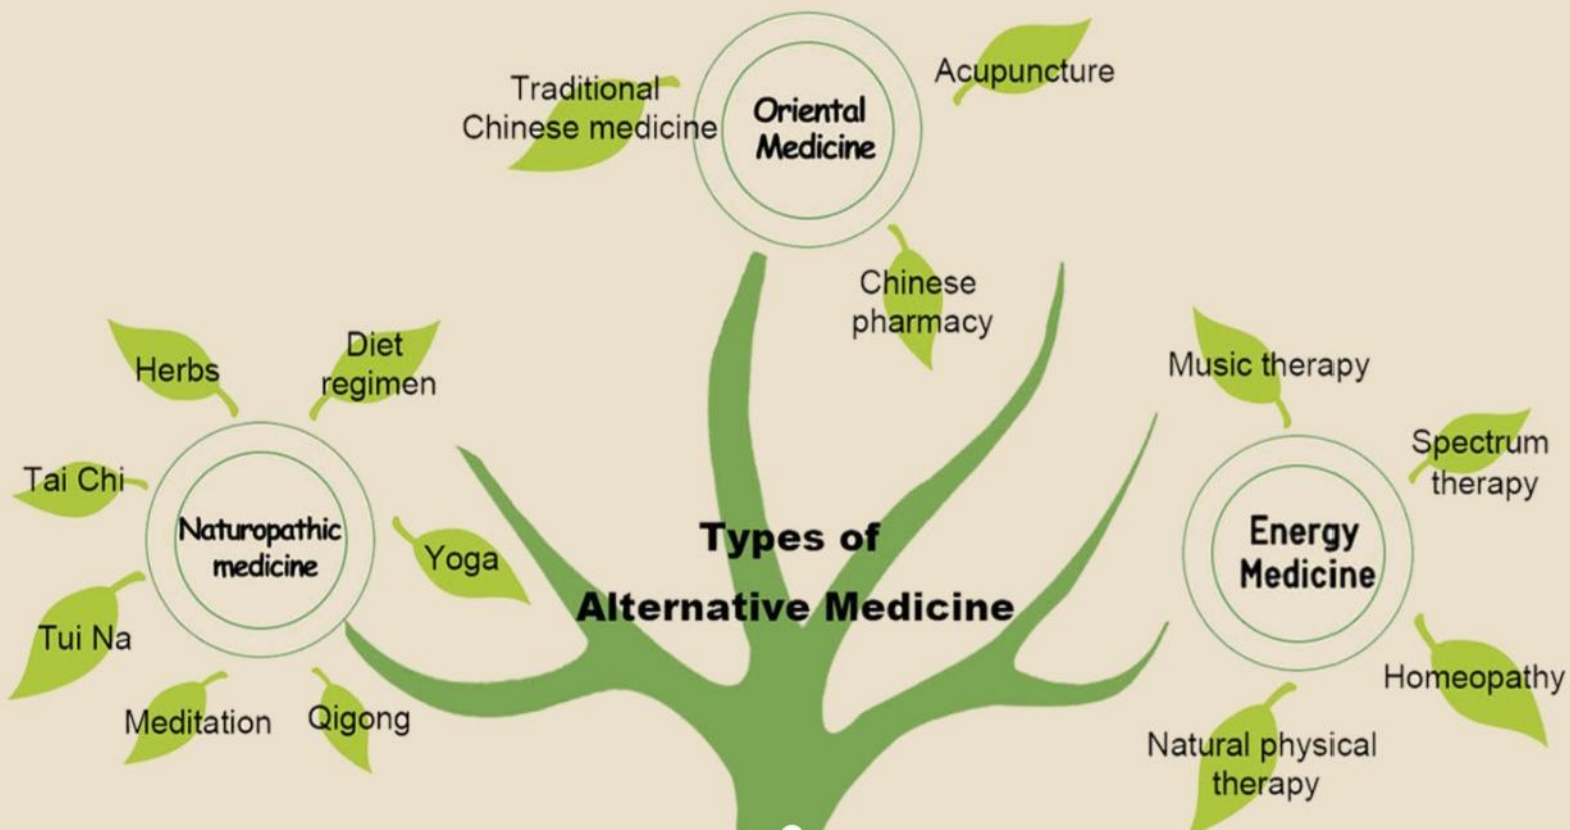 Traditional
Chinese medicine
Oriental
Medicine
Acupuncture
Chinese
pharmacy
Herbs
Diet
regimen
Tai Chi
Naturopathic
medicine
Yoga
Tui Na
Meditation
Qigong
Types of
Alternative Medicine
Music therapy
Spectrum
therapy
Energy
Medicine
Homeopathy
Natural physical
therapy